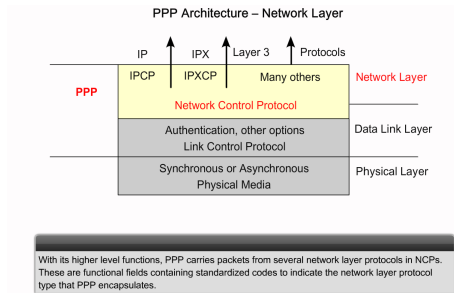 PPP Architecture – Network Layer
IP IPX Layer 3 Protocols
IPCP IPXCP Many others Network Layer
PPP
Network Control Protocol
Authentication, other options Data Link Layer
Link Control Protocol
Synchronous or Asynchronous Physical Layer
Physical Media
With its higher level functions, PPP carries packets from several network layer protocols in NCPs.
These are functional fields containing standardized codes to indicate the network layer protocol
type that PPP encapsulates.